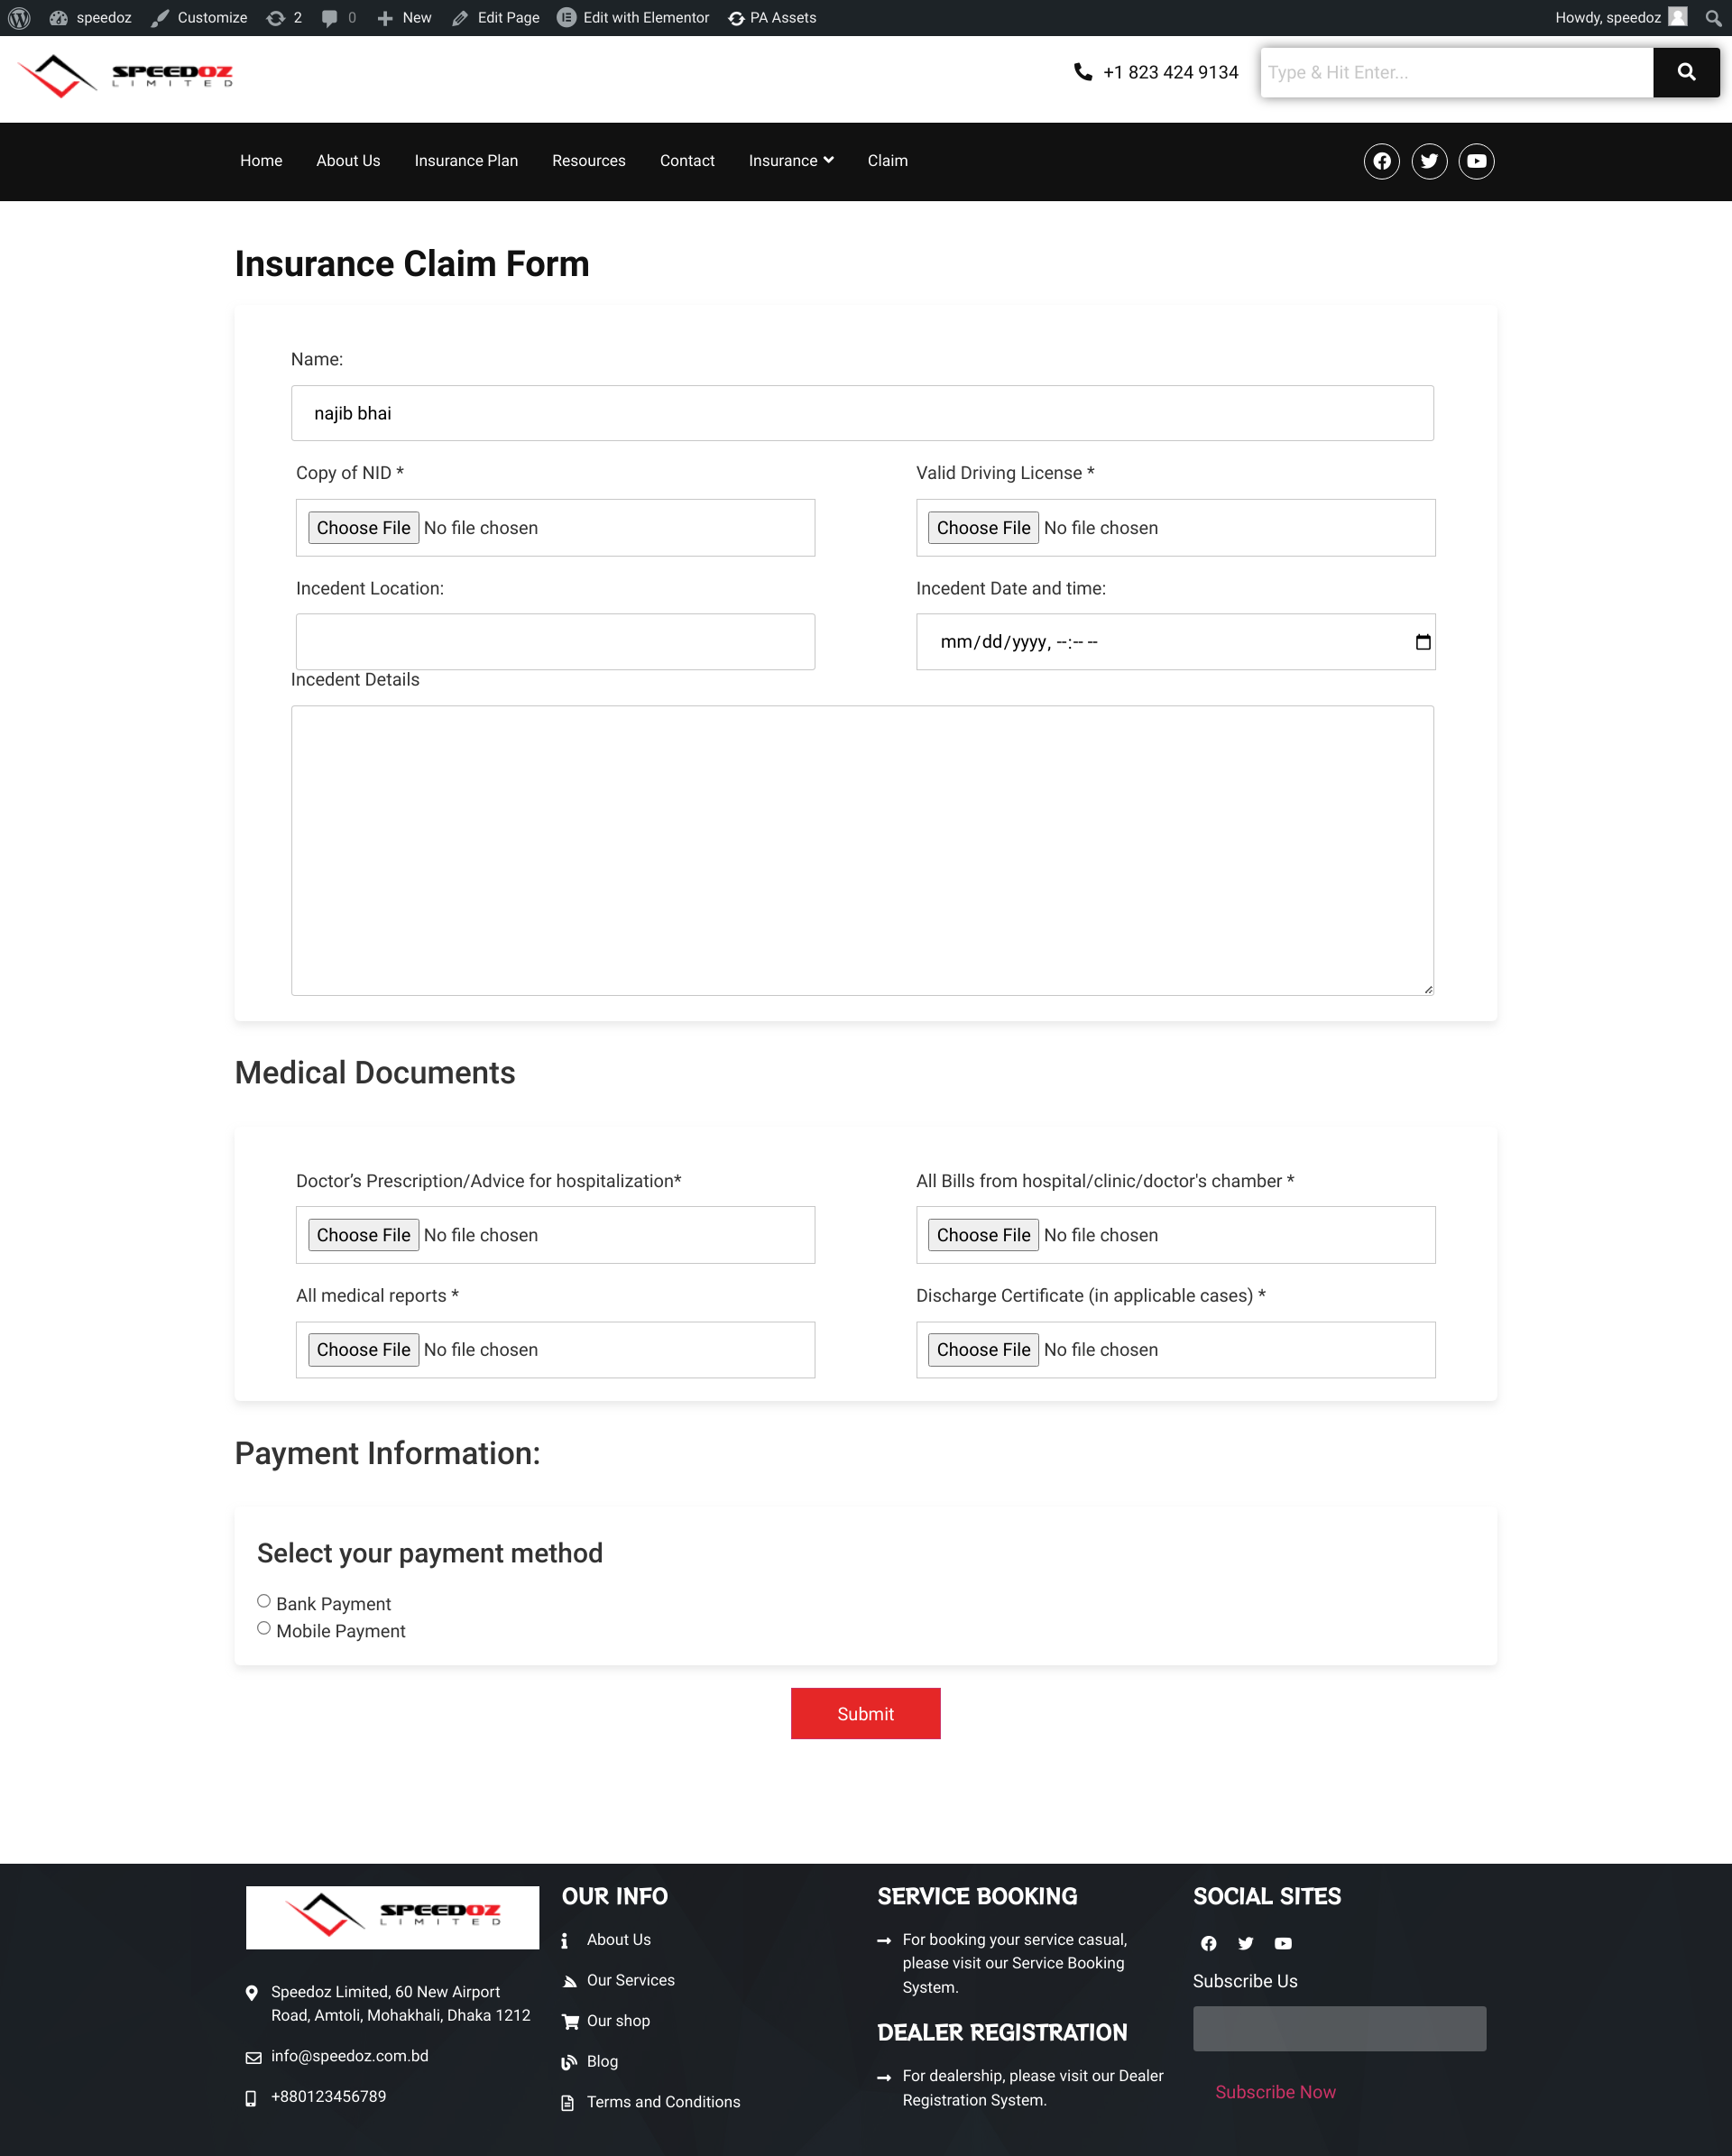 speedoz Customize 2 0 New Edit Page Edit with Elementor PA Assets Howdy, speedoz
SPEEDOZ
LIMITED
+1 823 424 9134
Type & Hit Enter...
Home About Us Insurance Plan Resources Contact Insurance Claim
Insurance Claim Form
Name:
najib bhai
Copy of NID * Valid Driving License *
Choose File No file chosen Choose File No file chosen
Incedent Location: Incedent Date and time:
mm/dd/yyyy, --:-- --
Incedent Details
Medical Documents
Doctor’s Prescription/Advice for hospitalization* All Bills from hospital/clinic/doctor's chamber *
Choose File No file chosen Choose File No file chosen
All medical reports * Discharge Certificate (in applicable cases) *
Choose File No file chosen Choose File No file chosen
Payment Information:
Select your payment method
Bank Payment
Mobile Payment
Submit
SPEEDOZ
LIMITED
Speedoz Limited, 60 New Airport
Road, Amtoli, Mohakhali, Dhaka 1212
info@speedoz.com.bd
+880123456789
OUR INFO
About Us
Our Services
Our shop
Blog
Terms and Conditions
SERVICE BOOKING
For booking your service casual,
please visit our Service Booking
System.
DEALER REGISTRATION
For dealership, please visit our Dealer
Registration System.
SOCIAL SITES
Subscribe Us
Subscribe Now